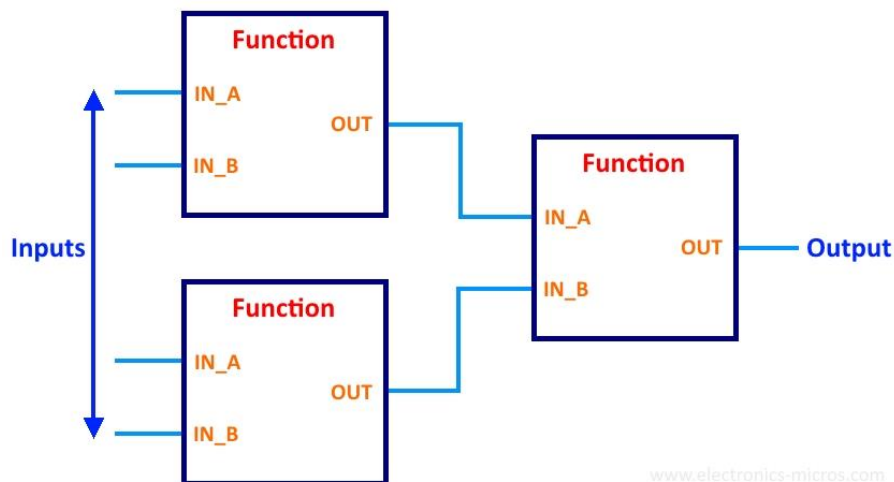 Function
IN_A
OUT
IN_B
Function
IN_A
OUT
IN_B
Inputs
Output
Function
IN_A
OUT
IN_B
www.electronics-micros.com